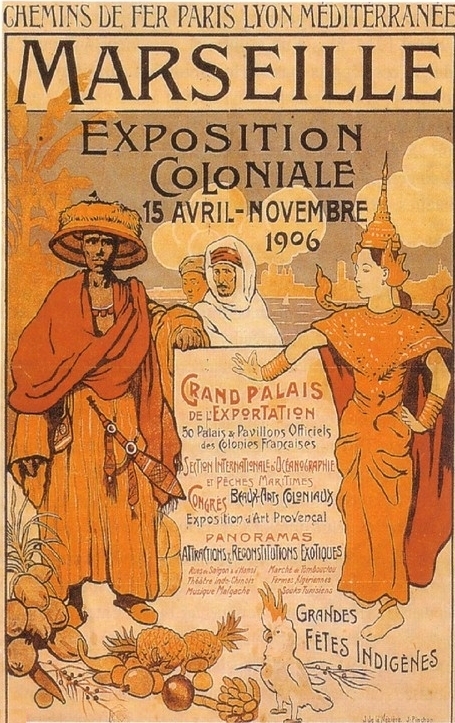 CHEMINS DE FER PARIS LYON MÉDITERRANÉE
MARSEILLE
EXPOSITION
COLONIALE
15 AVRIL-NOVEMBRE
1906
GRAND PALAIS
DE L'EXPORTATION
50 Palais & Pavillons Officiels
des Colonies Françaises
SECTION INTERNATIONALE D'OCÉANOGRAPHIE
ET PÊCHES MARITIMES
CONGRES BEAUX-ARTS COLONIAUX
Exposition d'Art Provençal
PANORAMAS
ATTRACTIONS & RECONSTITUTIONS EXOTIQUES
Rues de Saïgon & d'Hanoï Marché de Tombouctou
Théâtre Indo-Chinois Fermes Algériennes
Musique Malgache Souks Tunisiens
GRANDES
FÊTES INDIGÈNES